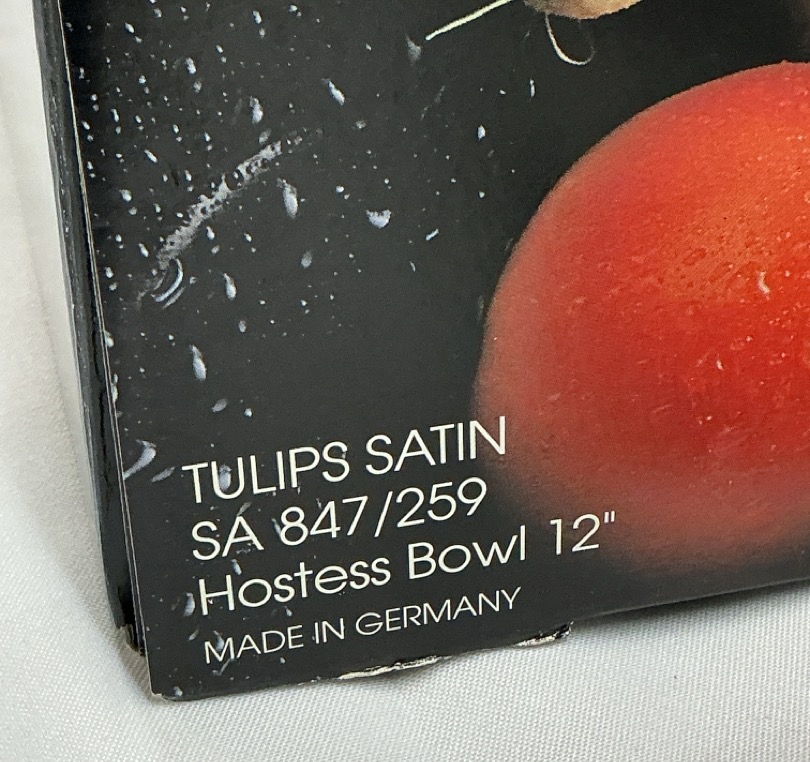 TULIPS SATIN
SA 847/259
Hostess Bowl 12"
MADE IN GERMANY